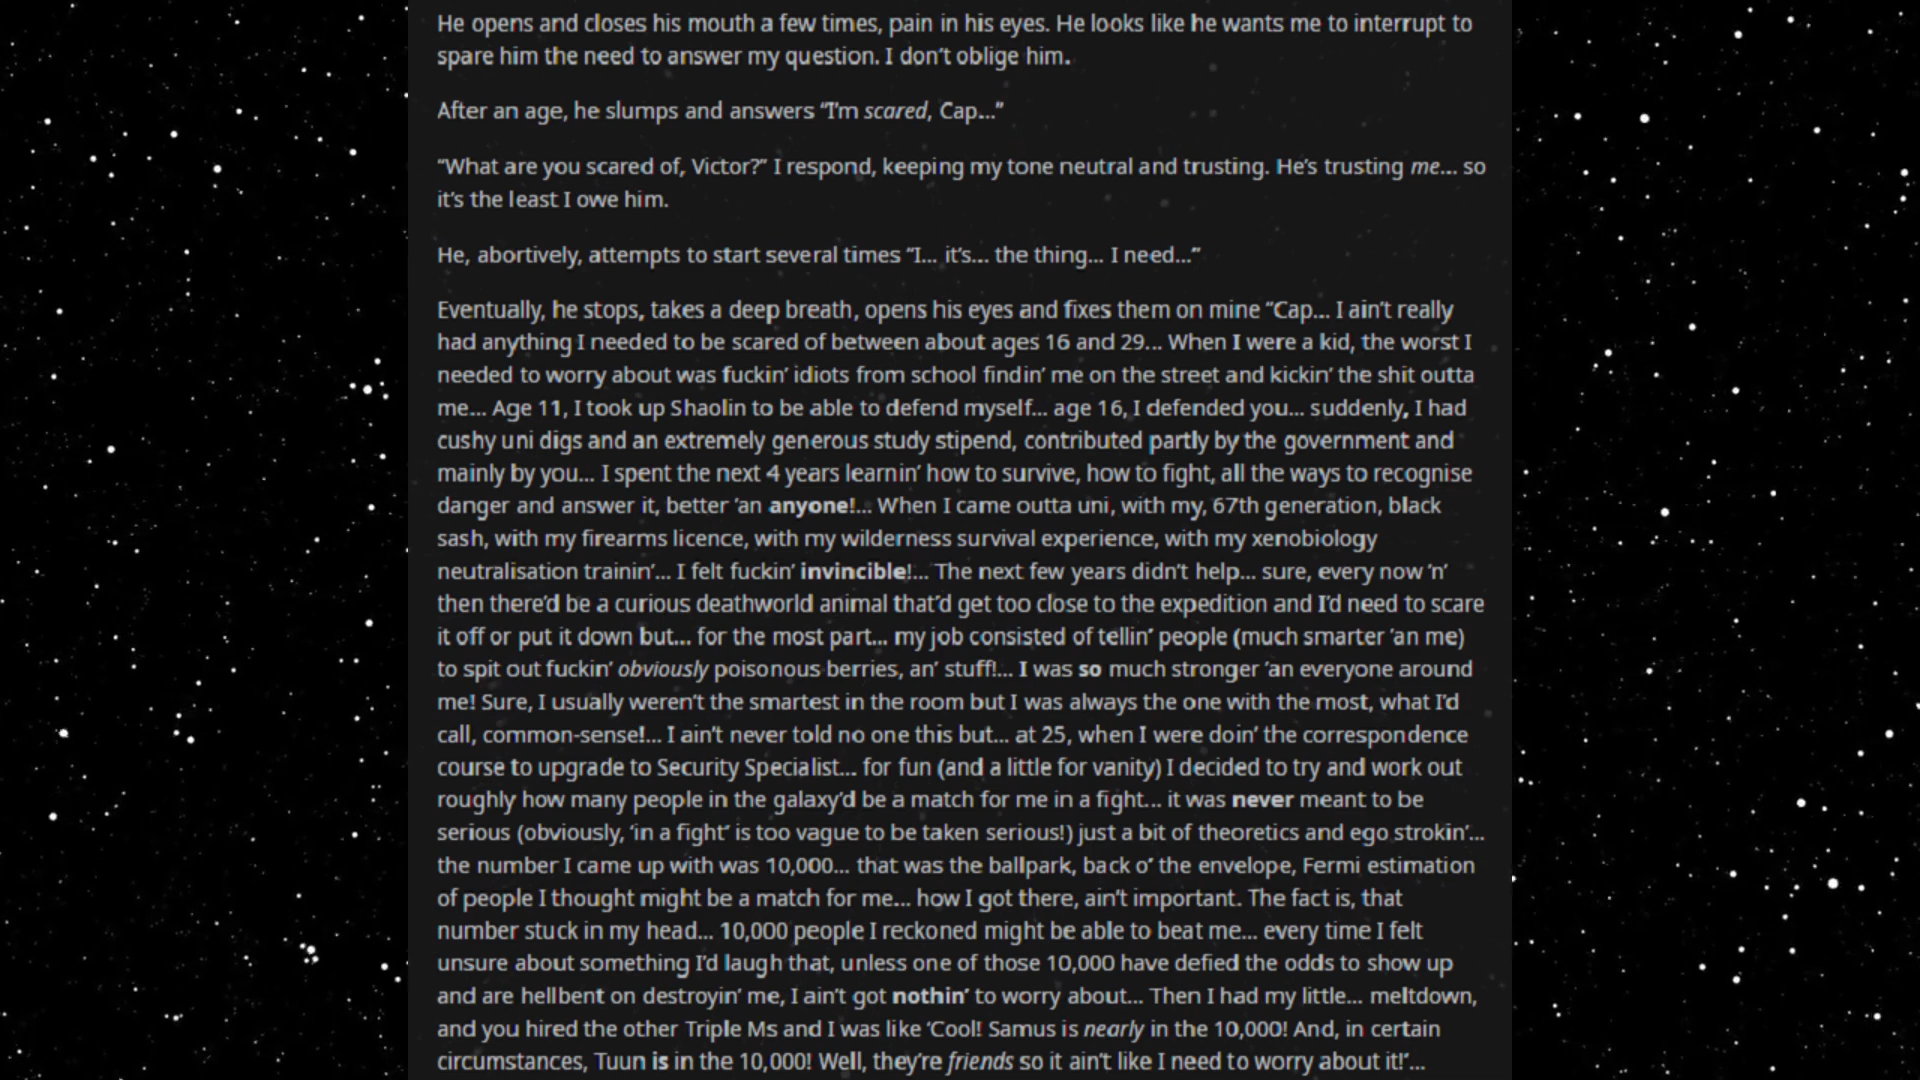 He opens and closes his mouth a few times, pain in his eyes. He looks like he wants me to interrupt to
spare him the need to answer my question. I don’t oblige him.
After an age, he slumps and answers “I’m scared, Cap...”
“What are you scared of, Victor?” I respond, keeping my tone neutral and trusting. He’s trusting me... so
it’s the least I owe him.
He, abortively, attempts to start several times “I... it’s... the thing... I need...”
Eventually, he stops, takes a deep breath, opens his eyes and fixes them on mine “Cap... I ain’t really
had anything I needed to be scared of between about ages 16 and 29... When I were a kid, the worst I
needed to worry about was fuckin’ idiots from school findin’ me on the street and kickin’ the shit outta
me... Age 11, I took up Shaolin to be able to defend myself... age 16, I defended you... suddenly, I had
cushy uni digs and an extremely generous study stipend, contributed partly by the government and
mainly by you... I spent the next 4 years learnin’ how to survive, how to fight, all the ways to recognise
danger and answer it, better ’an anyone!... When I came outta uni, with my, 67th generation, black
sash, with my firearms licence, with my wilderness survival experience, with my xenobiology
neutralisation trainin’... I felt fuckin’ invincible!... The next few years didn’t help... sure, every now ’n’
then there’d be a curious deathworld animal that’d get too close to the expedition and I’d need to scare
it off or put it down but... for the most part... my job consisted of tellin’ people (much smarter ’an me)
to spit out fuckin’ obviously poisonous berries, an’ stuff!... I was so much stronger ’an everyone around
me! Sure, I usually weren’t the smartest in the room but I was always the one with the most, what I’d
call, common-sense!... I ain’t never told no one this but... at 25, when I were doin’ the correspondence
course to upgrade to Security Specialist... for fun (and a little for vanity) I decided to try and work out
roughly how many people in the galaxy’d be a match for me in a fight... it was never meant to be
serious (obviously, ‘in a fight’ is too vague to be taken serious!) just a bit of theoretics and ego strokin’...
the number I came up with was 10,000... that was the ballpark, back o’ the envelope, Fermi estimation
of people I thought might be a match for me... how I got there, ain’t important. The fact is, that
number stuck in my head... 10,000 people I reckoned might be able to beat me... every time I felt
unsure about something I’d laugh that, unless one of those 10,000 have defied the odds to show up
and are hellbent on destroyin’ me, I ain’t got nothin’ to worry about... Then I had my little... meltdown,
and you hired the other Triple Ms and I was like ‘Cool! Samus is nearly in the 10,000! And, in certain
circumstances, Tuun is in the 10,000! Well, they’re friends so it ain’t like I need to worry about it!’...